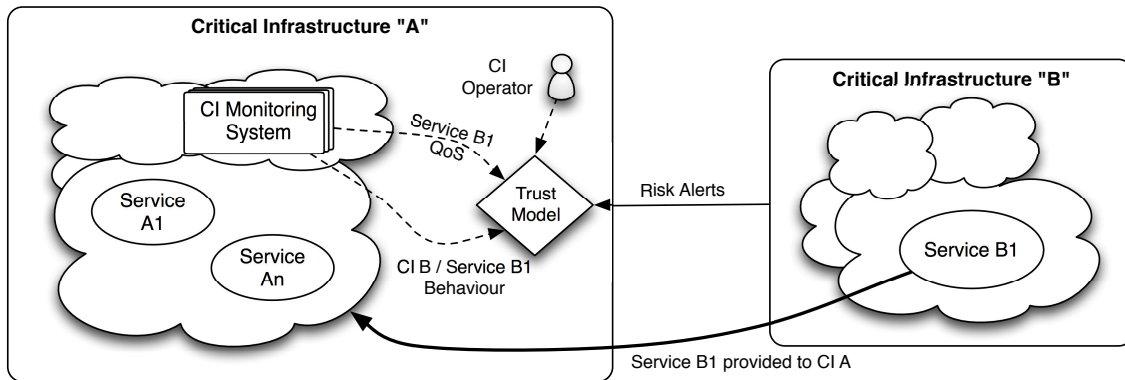 Critical Infrastructure "A"
CI
Operator
CI Monitoring
System
Service B1
QoS
Trust
Model
Service
A1
Service
An
CI B / Service B1
Behaviour
Risk Alerts
Critical Infrastructure "B"
Service B1
Service B1 provided to CI A